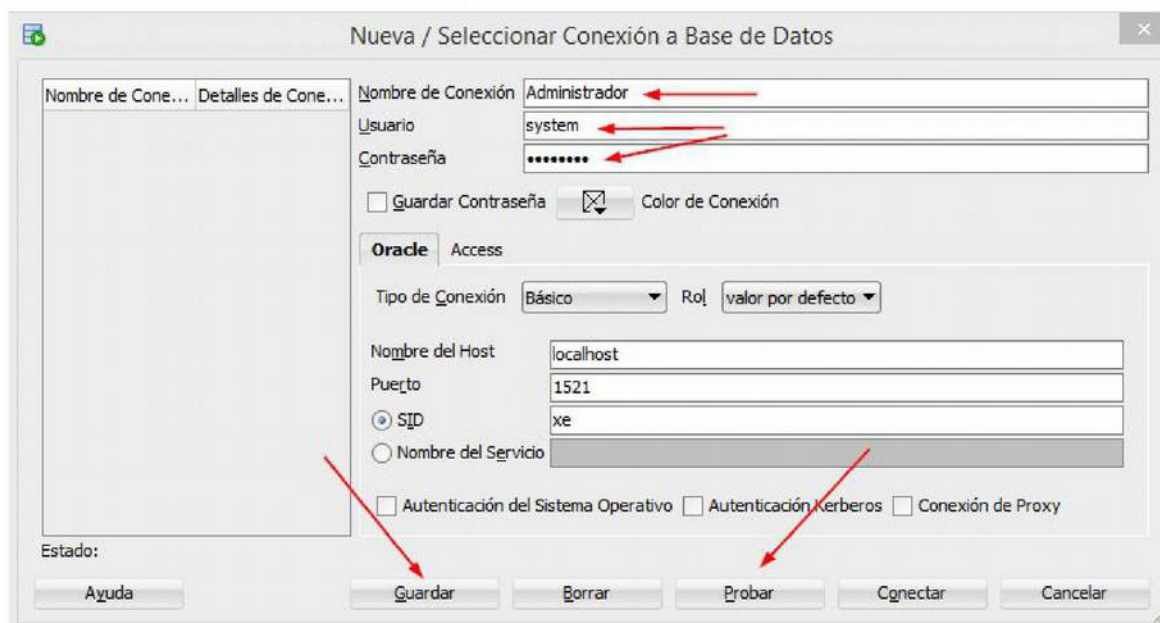 Nueva / Seleccionar Conexión a Base de Datos
Nombre de Cone... Detalles de Cone...
Nombre de Conexión Administrador
Usuario system
Contraseña ••••••••
Guardar Contraseña Color de Conexión
Oracle Access
Tipo de Conexión Básico Rol valor por defecto
Nombre del Host localhost
Puerto 1521
SID xe
Nombre del Servicio
Autenticación del Sistema Operativo Autenticación Kerberos Conexión de Proxy
Estado:
Ayuda Guardar Borrar Probar Conectar Cancelar